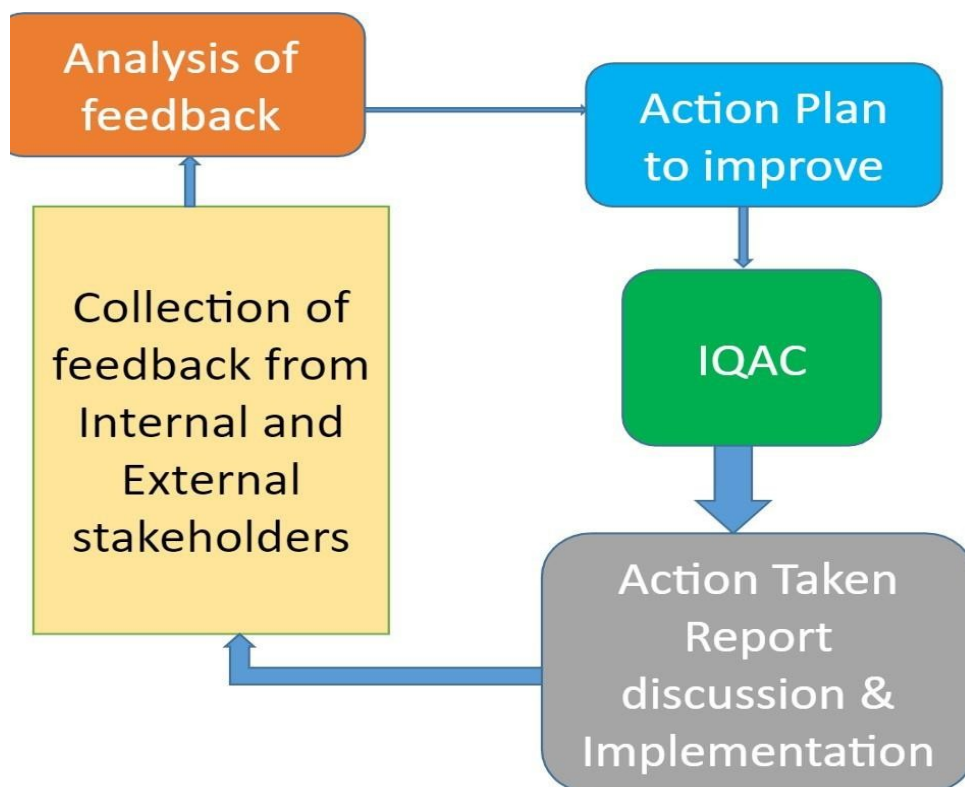 Analysis of
feedback
Action Plan
to improve
Collection of
feedback from
Internal and
External
stakeholders
IQAC
Action Taken
Report
discussion &
Implementation